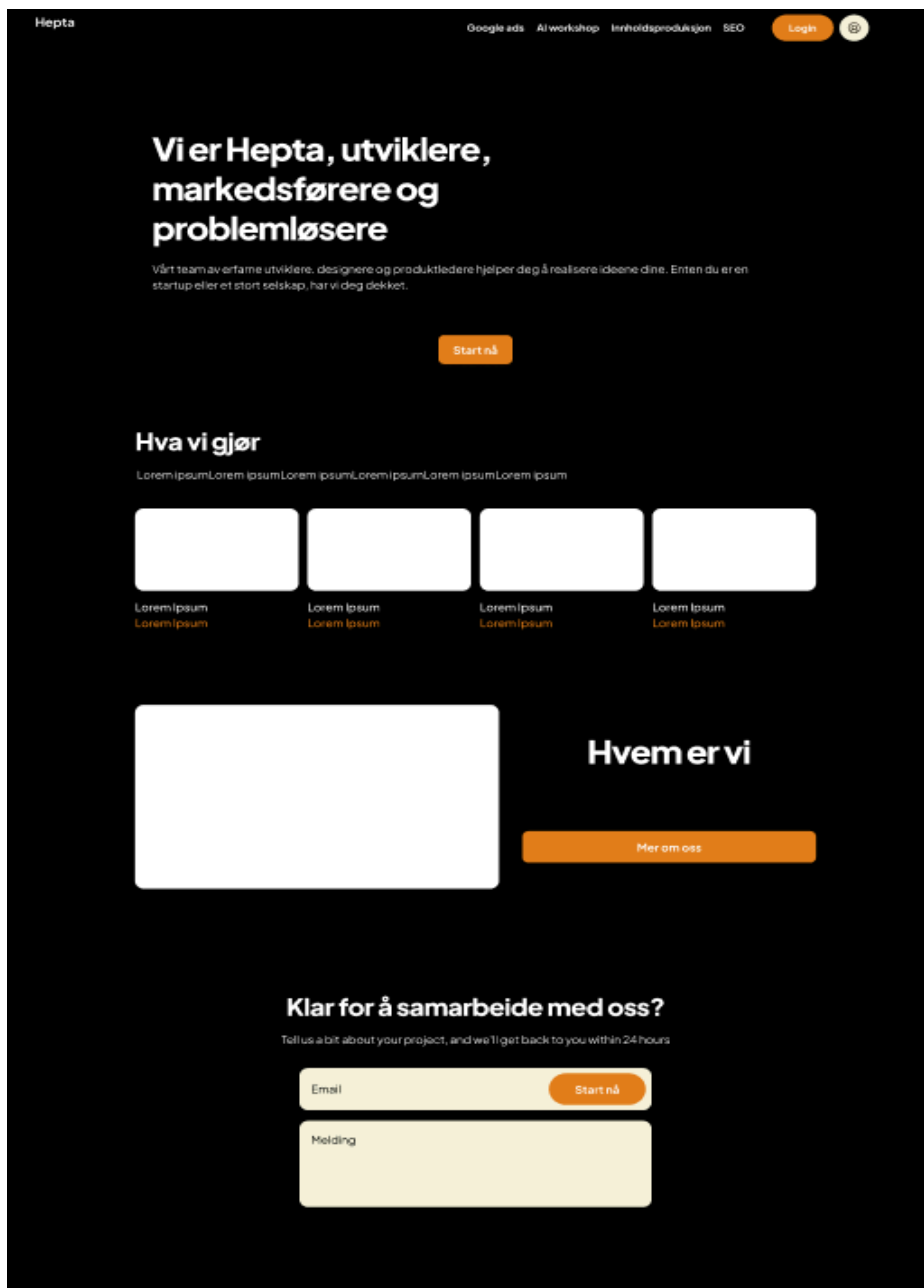 Hepta
Google ads AI workshop Innholdsproduksjon SEO Login
Vi er Hepta, utviklere,
markedsførere og
problemløsere
Vårt team av erfarne utviklere, designere og produktledere hjelper deg å realisere ideene dine. Enten du er en
startup eller et stort selskap, har vi deg dekket.
Start nå
Hva vi gjør
Lorem ipsumLorem ipsumLorem ipsumLorem ipsumLorem ipsumLorem ipsum
Lorem Ipsum Lorem Ipsum Lorem Ipsum Lorem Ipsum
Lorem Ipsum Lorem Ipsum Lorem Ipsum Lorem Ipsum
Hvem er vi
Mer om oss
Klar for å samarbeide med oss?
Tell us a bit about your project, and we'll get back to you within 24 hours
Email Start nå
Melding